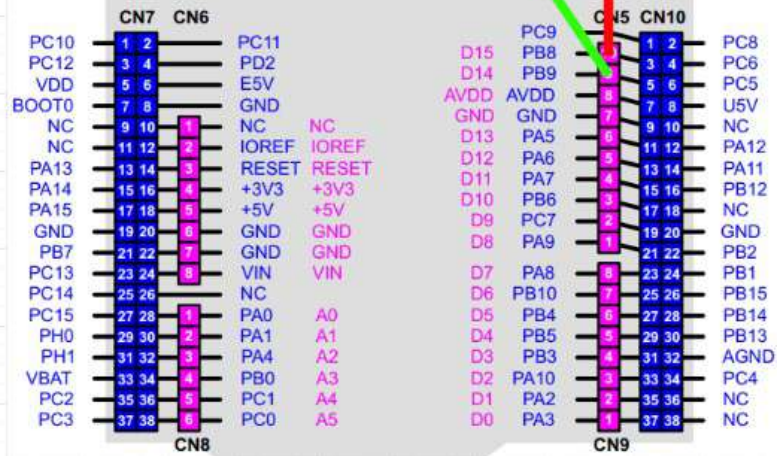 CN7 CN6 CN5 CN10
PC9
PC10 1 2 PC11 D15 PB8 1 2 PC8
PC12 3 4 PD2 D14 PB9 3 4 PC6
VDD 5 6 E5V AVDD AVDD 8 5 6 PC5
BOOT0 7 8 GND GND GND 7 7 8 U5V
NC 9 10 1 NC NC D13 PA5 6 9 10 NC
NC 11 12 2 IOREF IOREF D12 PA6 5 11 12 PA12
PA13 13 14 3 RESET RESET D11 PA7 4 13 14 PA11
PA14 15 16 4 +3V3 +3V3 D10 PB6 3 15 16 PB12
PA15 17 18 5 +5V +5V D9 PC7 2 17 18 NC
GND 19 20 6 GND GND D8 PA9 1 19 20 GND
PB7 21 22 7 GND GND 21 22 PB2
PC13 23 24 8 VIN VIN D7 PA8 8 23 24 PB1
PC14 25 26 NC D6 PB10 7 25 26 PB15
PC15 27 28 1 PA0 A0 D5 PB4 6 27 28 PB14
PH0 29 30 2 PA1 A1 D4 PB5 5 29 30 PB13
PH1 31 32 3 PA4 A2 D3 PB3 4 31 32 AGND
VBAT 33 34 4 PB0 A3 D2 PA10 3 33 34 PC4
PC2 35 36 5 PC1 A4 D1 PA2 2 35 36 NC
PC3 37 38 6 PC0 A5 D0 PA3 1 37 38 NC
CN8 CN9